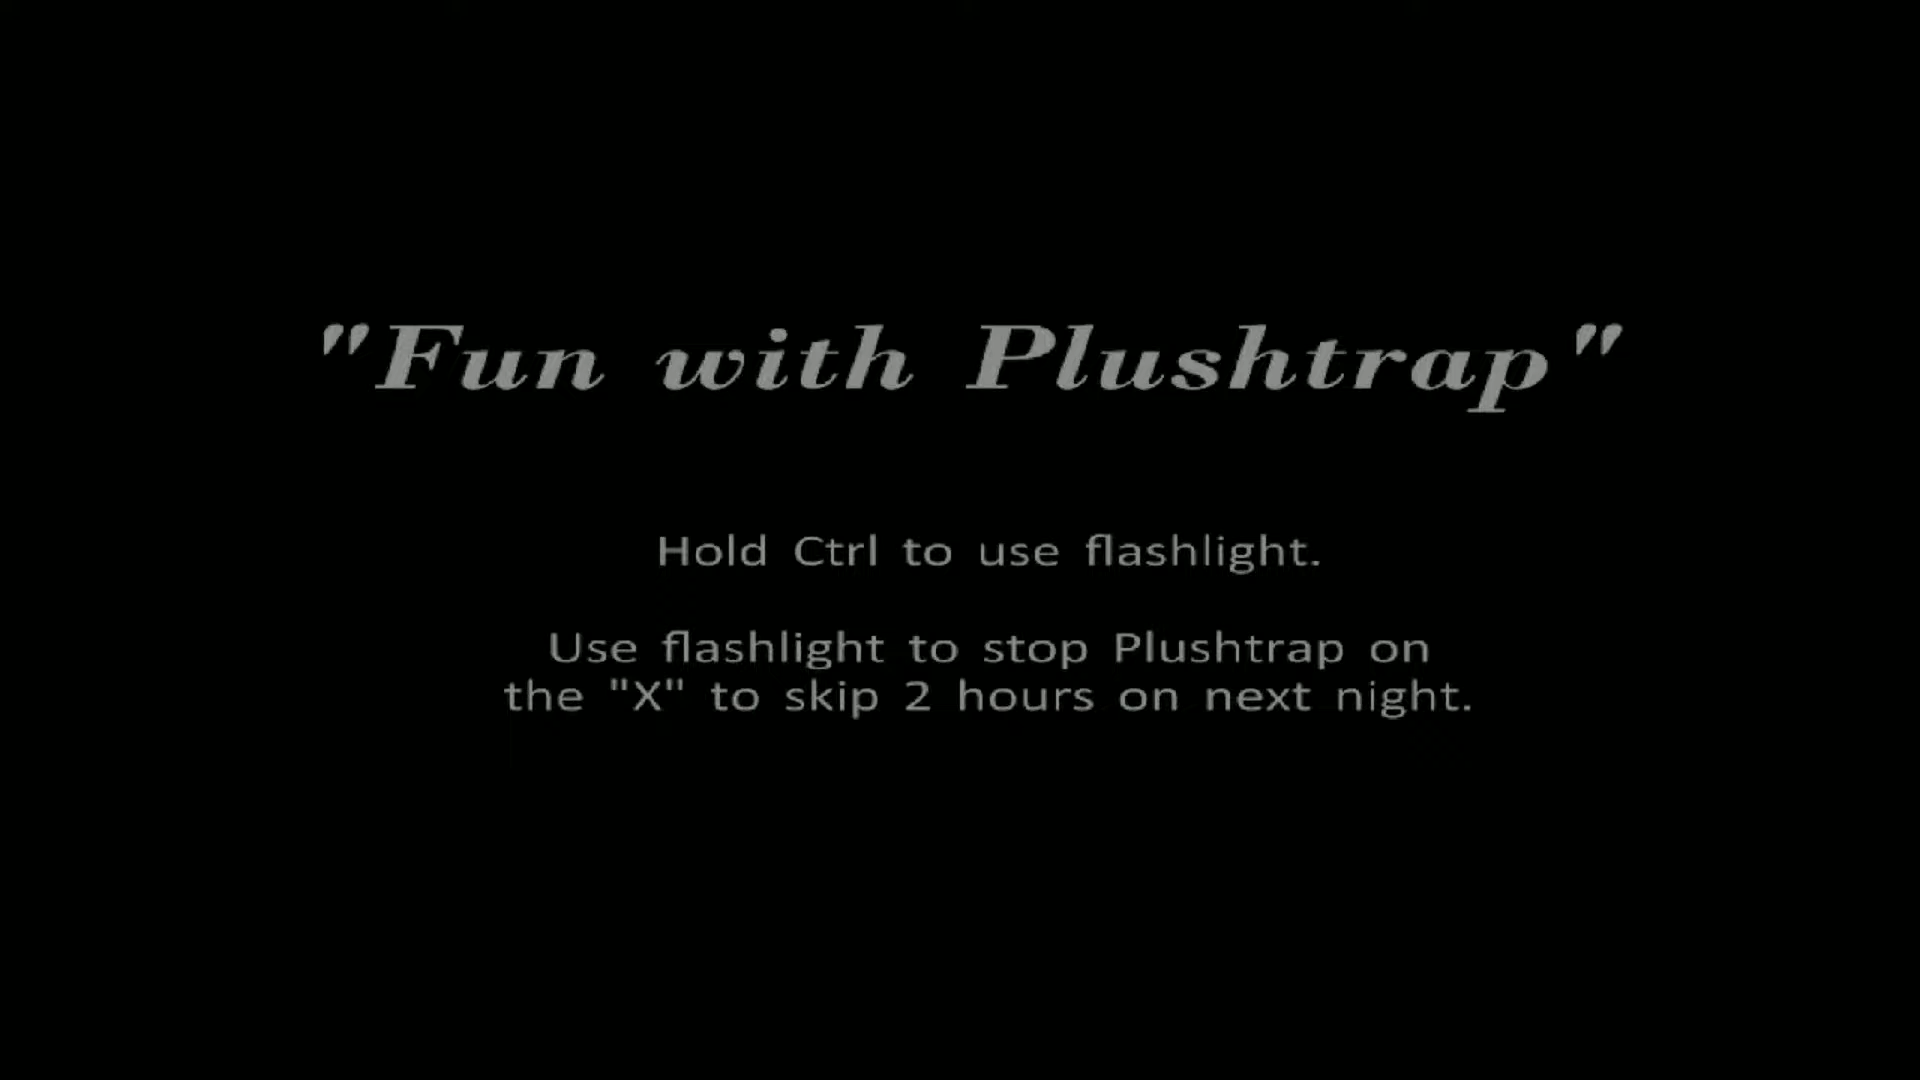 "Fun with Plushtrap"
Hold Ctrl to use flashlight.
Use flashlight to stop Plushtrap on
the "X" to skip 2 hours on next night.